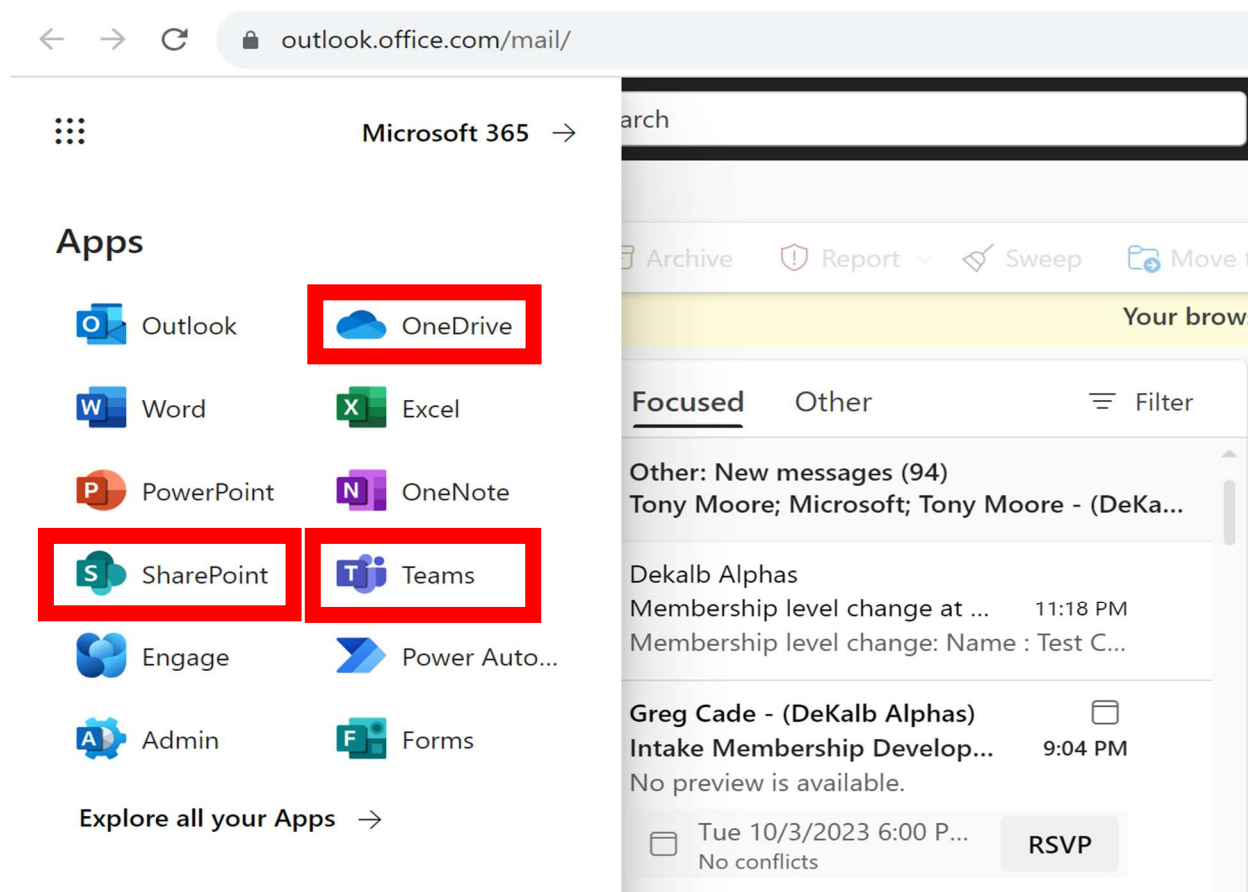 outlook.office.com/mail/
Microsoft 365
Apps
Outlook
OneDrive
Word
Excel
PowerPoint
OneNote
SharePoint
Teams
Engage
Power Auto...
Admin
Forms
Explore all your Apps
arch
Archive
Report
Sweep
Move t
Your brows
Focused
Other
Filter
Other: New messages (94)
Tony Moore; Microsoft; Tony Moore - (DeKa...
Dekalb Alphas
Membership level change at ... 11:18 PM
Membership level change: Name : Test C...
Greg Cade - (DeKalb Alphas)
Intake Membership Develop... 9:04 PM
No preview is available.
Tue 10/3/2023 6:00 P...
No conflicts
RSVP